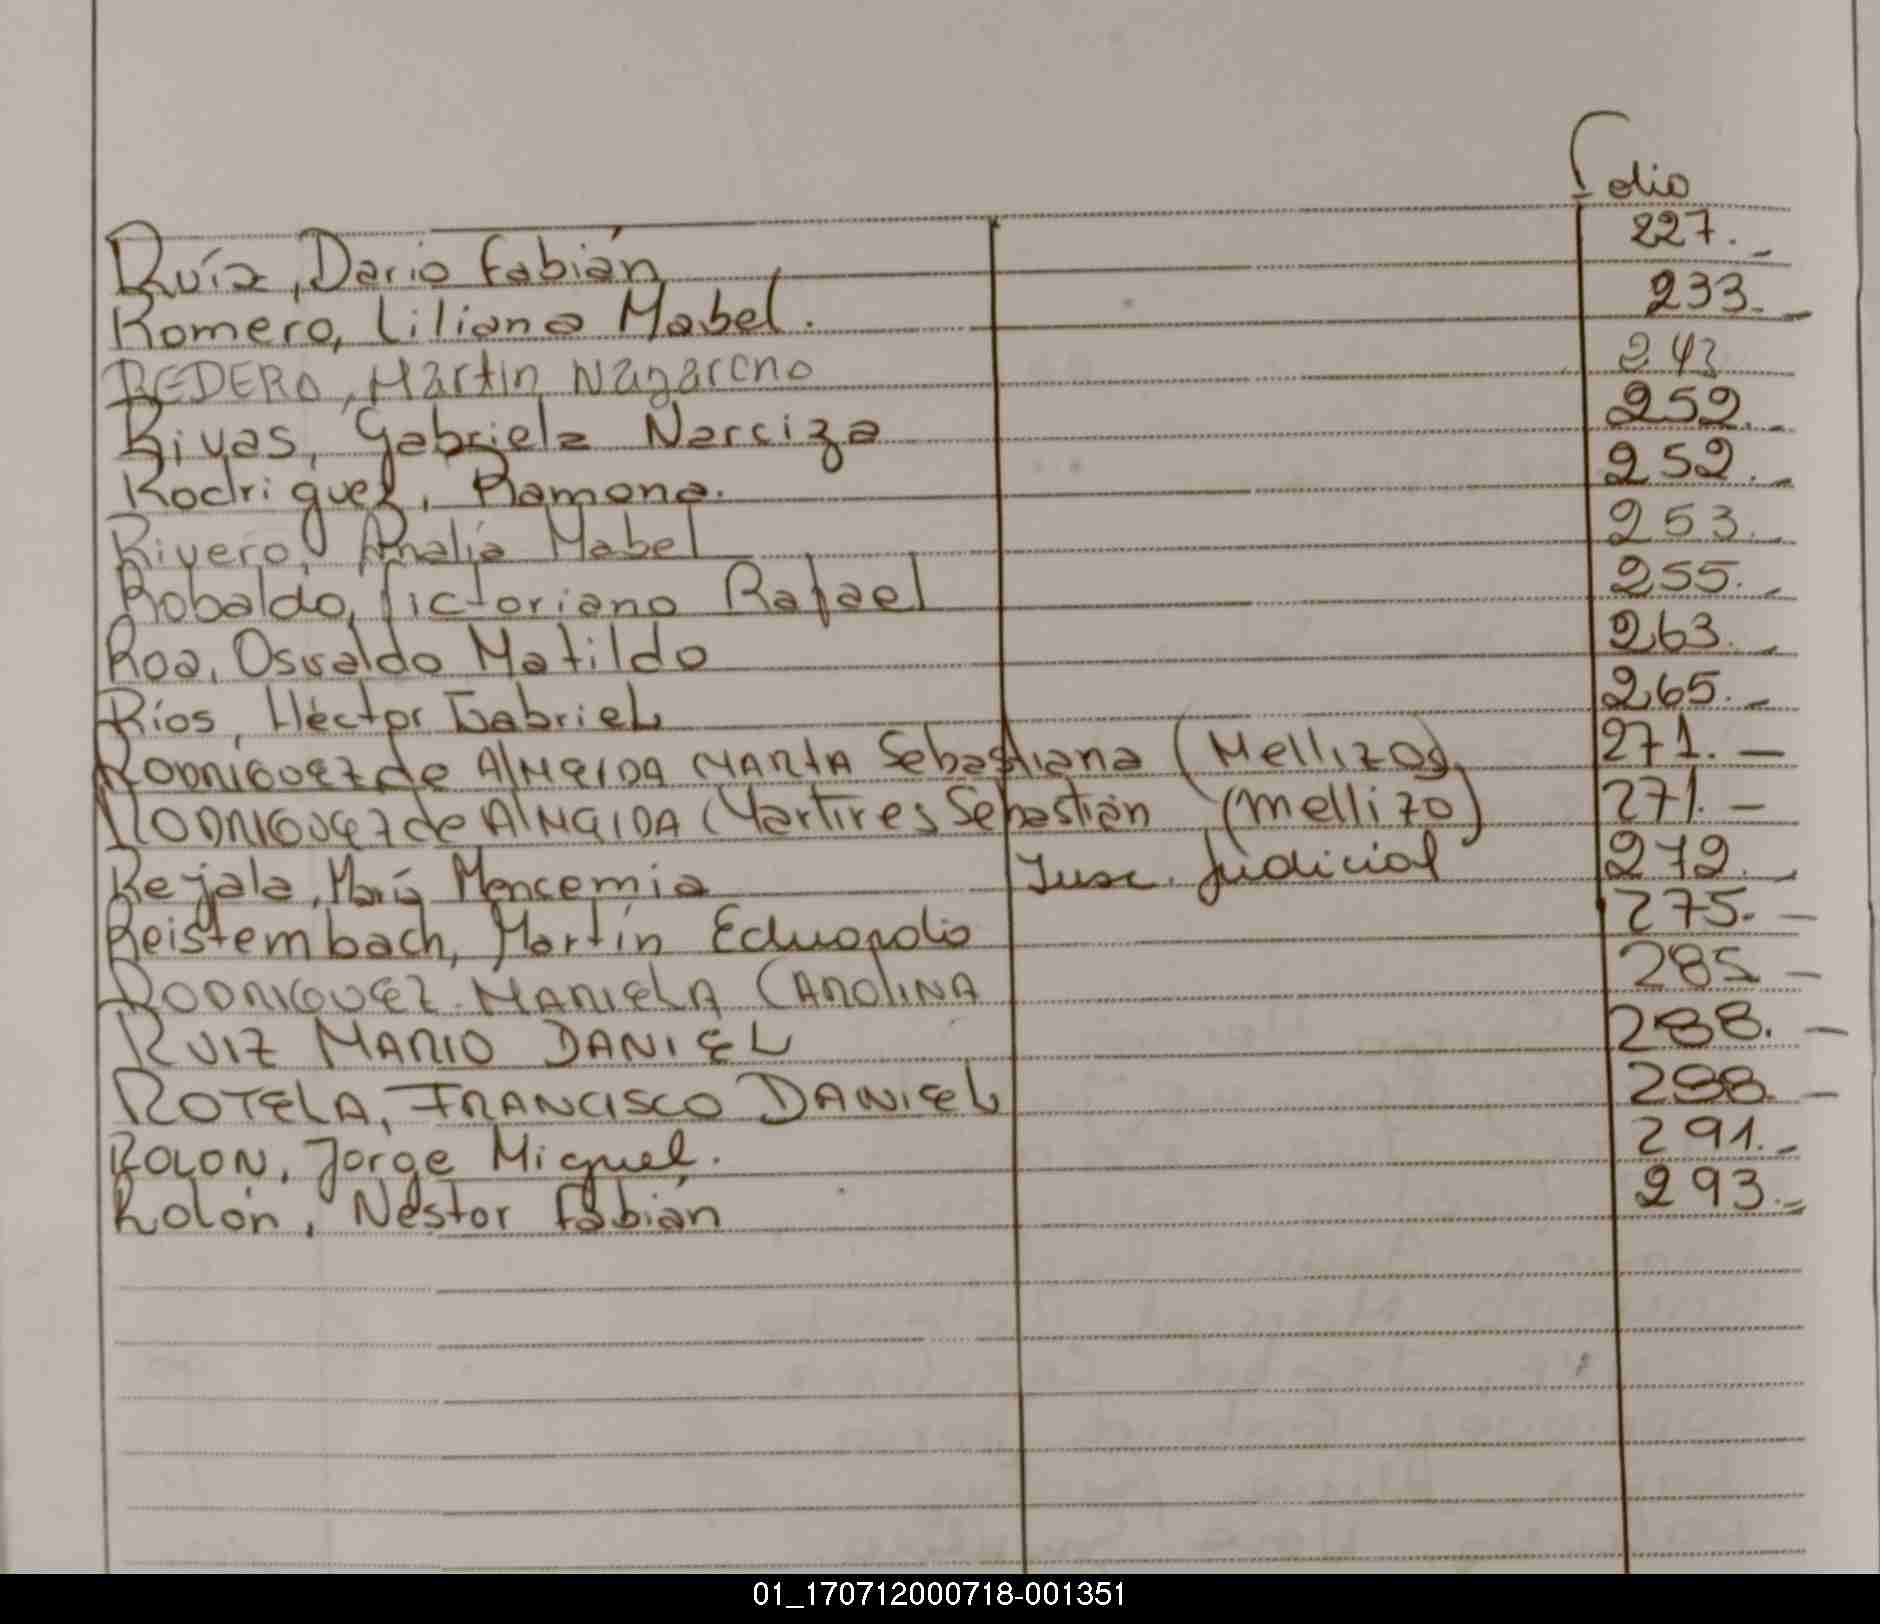 Folio
Ruíz, Dario Fabián 227.-
Romero, Liliana Mabel. 233.-
REDERO, Martin Nazareno 243
Rivas, Gabriela Narciza 252.-
Rodriguez, Ramona. 252.-
Rivero, Analía Mabel 253.-
Robaldo, Victoriano Rafael 255.-
Roa, Osvaldo Matildo 263.-
Ríos, Héctor Gabriel 265.-
RODRIGUEZ de AlMEIDA MARTA Sebastiana (Mellizos) 271.-
RODRIGUEZ de AlMEIDA Martires Sebastián (mellizo) 271.-
Rejala, María Mencemia Insc. Judicial 272.-
Reistembach, Martín Eduardo 275.-
RODRIGUEZ MARIELA CAROLINA 285 -
RUIZ MARIO DANIEL 288. -
ROTELA, FRANCISCO DANIEL 288. -
ROLON, Jorge Miguel. 291.-
Rolón, Néstor Fabián 293.=
01_170712000718-001351